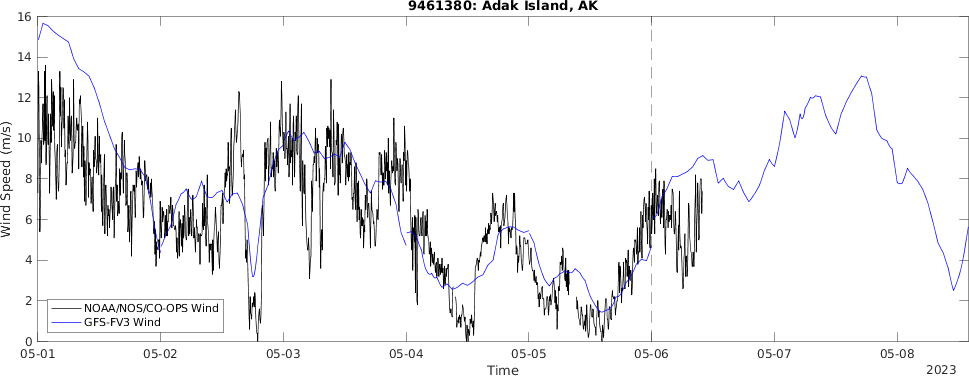 9461380: Adak Island, AK
Wind Speed (m/s)
16
14
12
10
8
6
4
2
0
NOAA/NOS/CO-OPS Wind
GFS-FV3 Wind
05-01 05-02 05-03 05-04 05-05 05-06 05-07 05-08
Time
2023